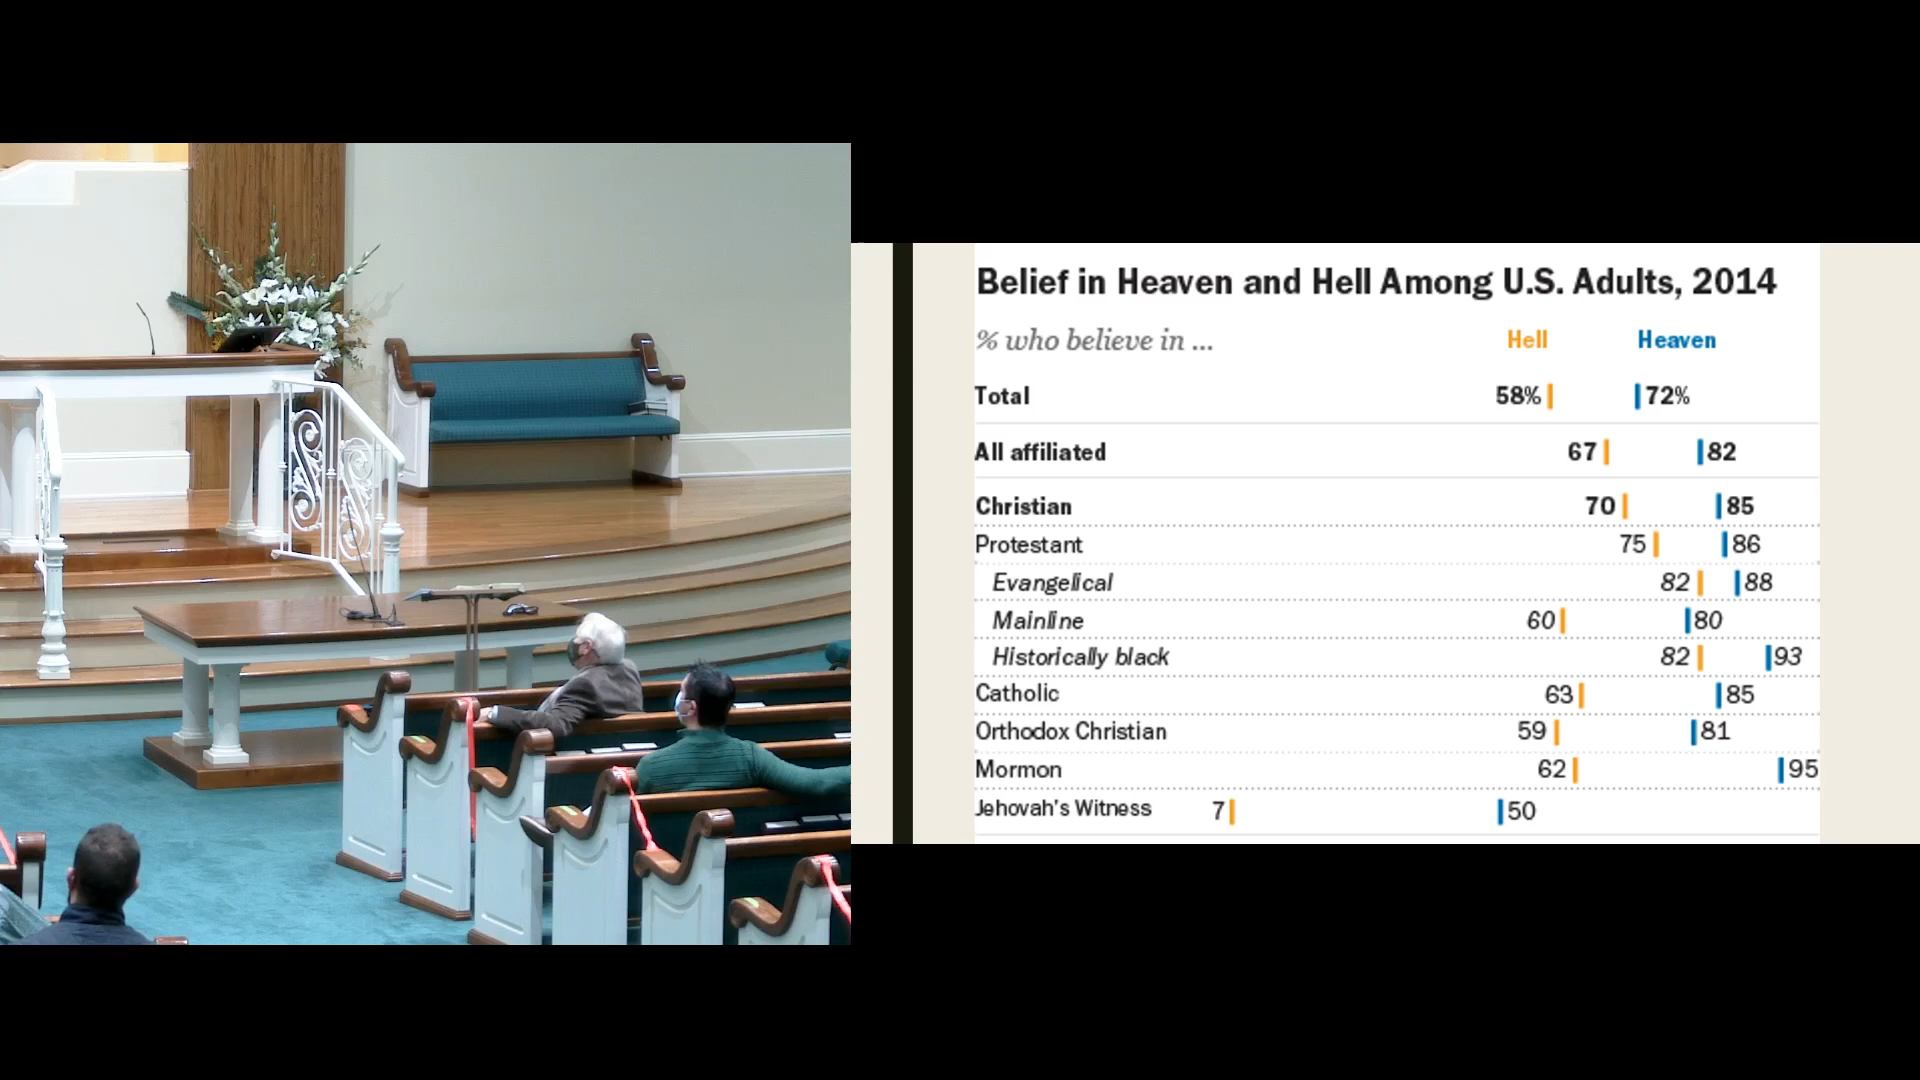 Belief in Heaven and Hell Among U.S. Adults, 2014
% who believe in ... Hell Heaven
Total 58% 72%
All affiliated 67 82
Christian 70 85
Protestant 75 86
Evangelical 82 88
Mainline 60 80
Historically black 82 93
Catholic 63 85
Orthodox Christian 59 81
Mormon 62 95
Jehovah's Witness 7 50